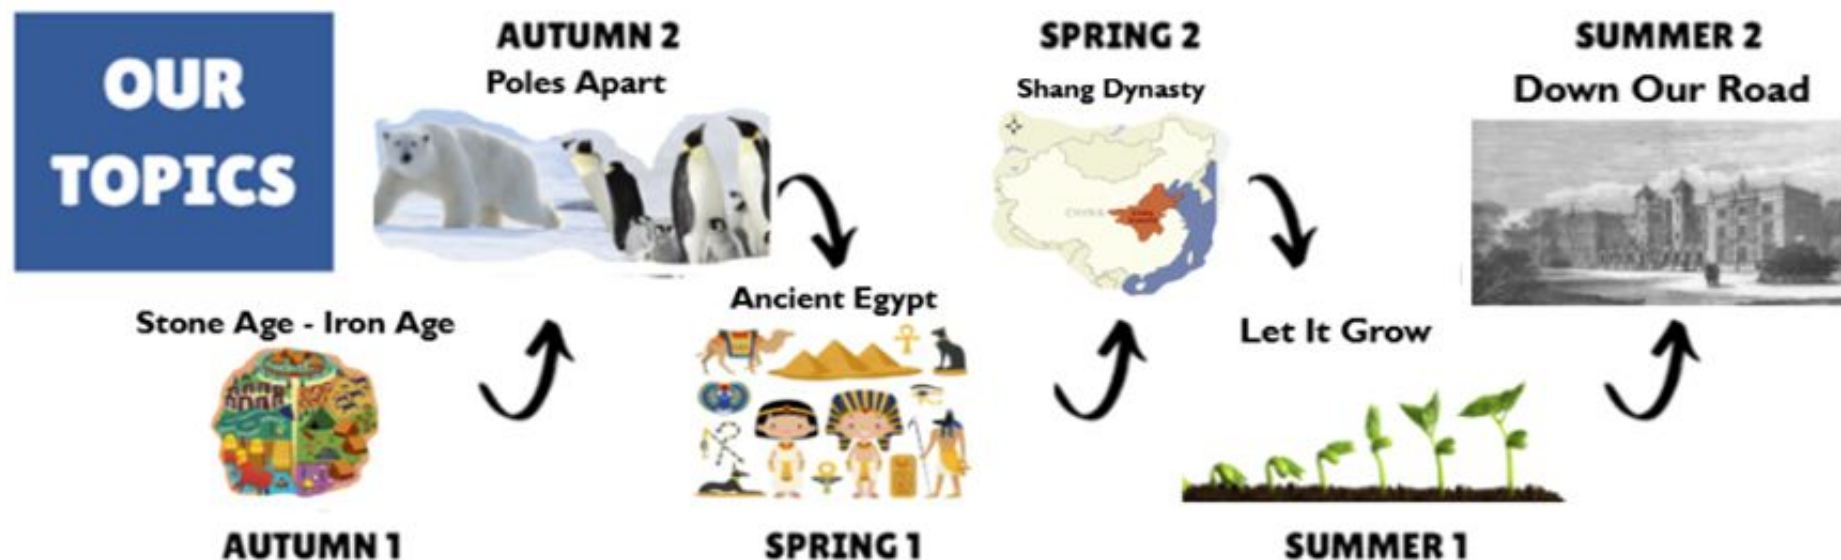 OUR
TOPICS
AUTUMN 2
Poles Apart
SPRING 2
Shang Dynasty
SUMMER 2
Down Our Road
Stone Age - Iron Age
Ancient Egypt
CHINA
Let It Grow
AUTUMN 1
SPRING 1
SUMMER 1